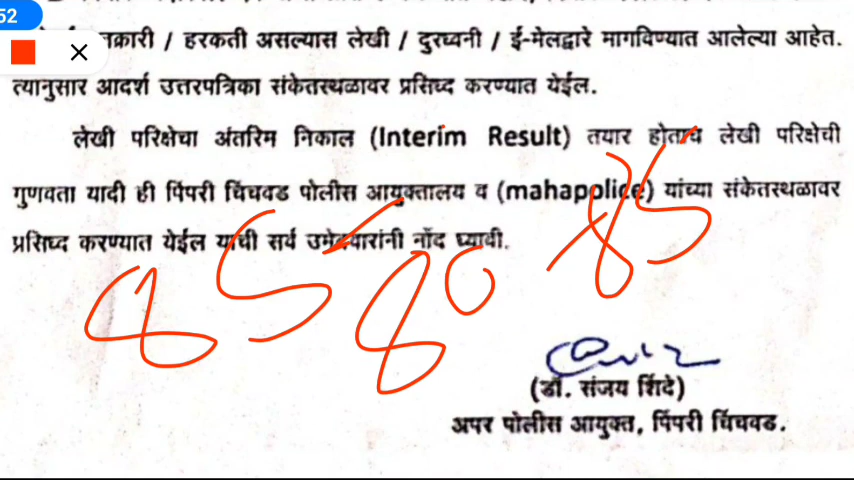 52
तक्रारी / हरकती असल्यास लेखी / दुरध्वनी / ई-मेलद्वारे मागविण्यात आलेल्या आहेत.
त्यानुसार आदर्श उत्तरपत्रिका संकेतस्थळावर प्रसिध्द करण्यात येईल.
लेखी परिक्षेचा अंतरिम निकाल (Interim Result) तयार होताच लेखी परिक्षेची
गुणवता यादी ही पिंपरी चिंचवड पोलीस आयुक्तालय व (mahapolice) यांच्या संकेतस्थळावर
प्रसिध्द करण्यात येईल याची सर्व उमेदवारांनी नोंद घ्यावी.
85 80 85
(डॉ. संजय शिंदे)
अपर पोलीस आयुक्त, पिंपरी चिंचवड.